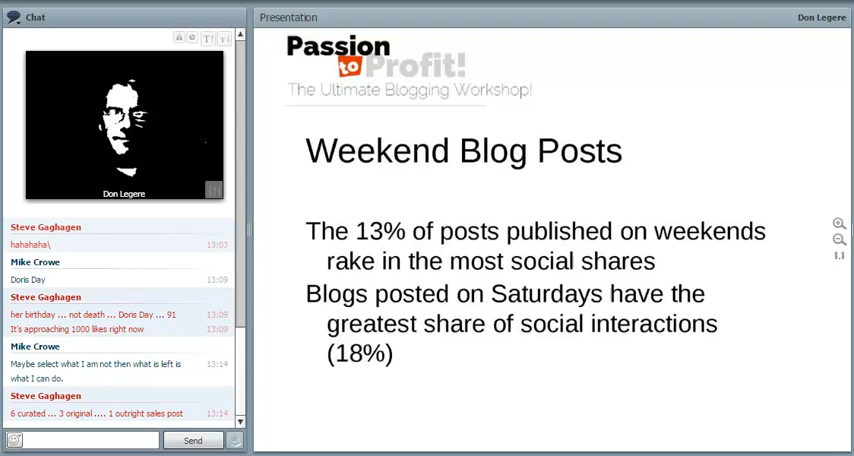 Chat
Don Legere
Steve Gaghagen
hahahaha\ 13:03
Mike Crowe
Doris Day 13:09
Steve Gaghagen
her birthday ... not death ... Doris Day ... 91 13:09
It's approaching 1000 likes right now 13:09
Mike Crowe
Maybe select what I am not then what is left is 13:14
what I can do.
Steve Gaghagen
6 curated ... 3 original .... 1 outright sales post 13:14
Send
Presentation Don Legere
Passion
to Profit!
The Ultimate Blogging Workshop!
Weekend Blog Posts
The 13% of posts published on weekends
rake in the most social shares
Blogs posted on Saturdays have the
greatest share of social interactions
(18%)
1.1